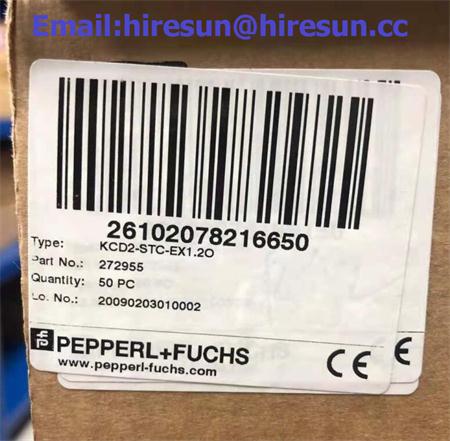 Email:hiresun@hiresun.cc
26102078216650
Type: KCD2-STC-EX1.2O
Part No.: 272955
Quantity: 50 PC
Lo. No.: 20090203010002
PEPPERL+FUCHS
www.pepperl-fuchs.com
CE